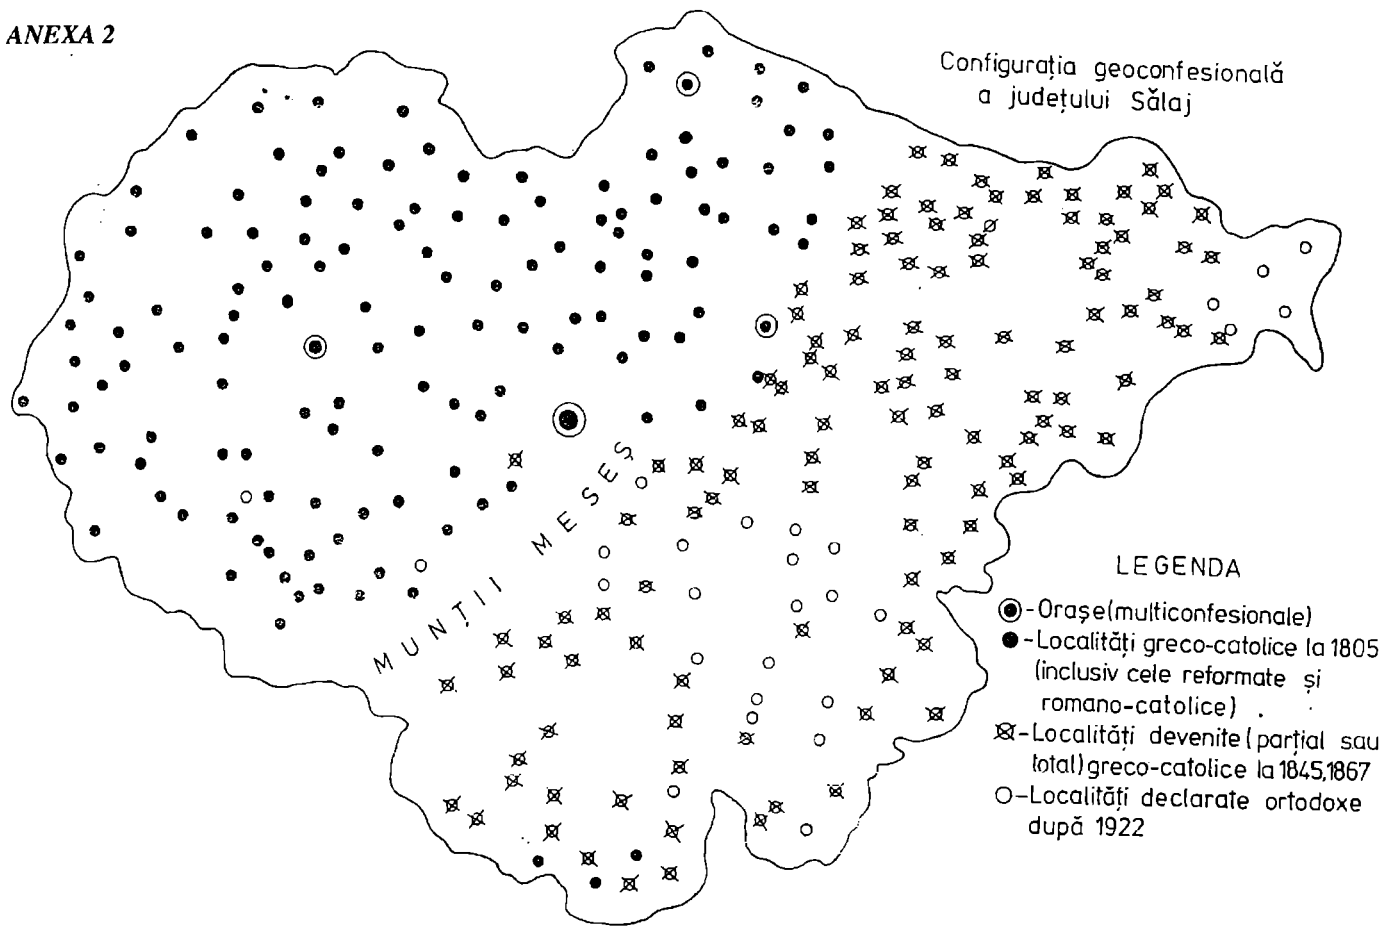 ANEXA 2
Configurația geoconfesională
a județului Sălaj
MUNȚII MESEȘ
LEGENDA
-Orașe(multiconfesionale)
-Localități greco-catolice la 1805
(inclusiv cele reformate și
romano-catolice)
-Localități devenite(parțial sau
total)greco-catolice la 1845,1867
-Localități declarate ortodoxe
după 1922